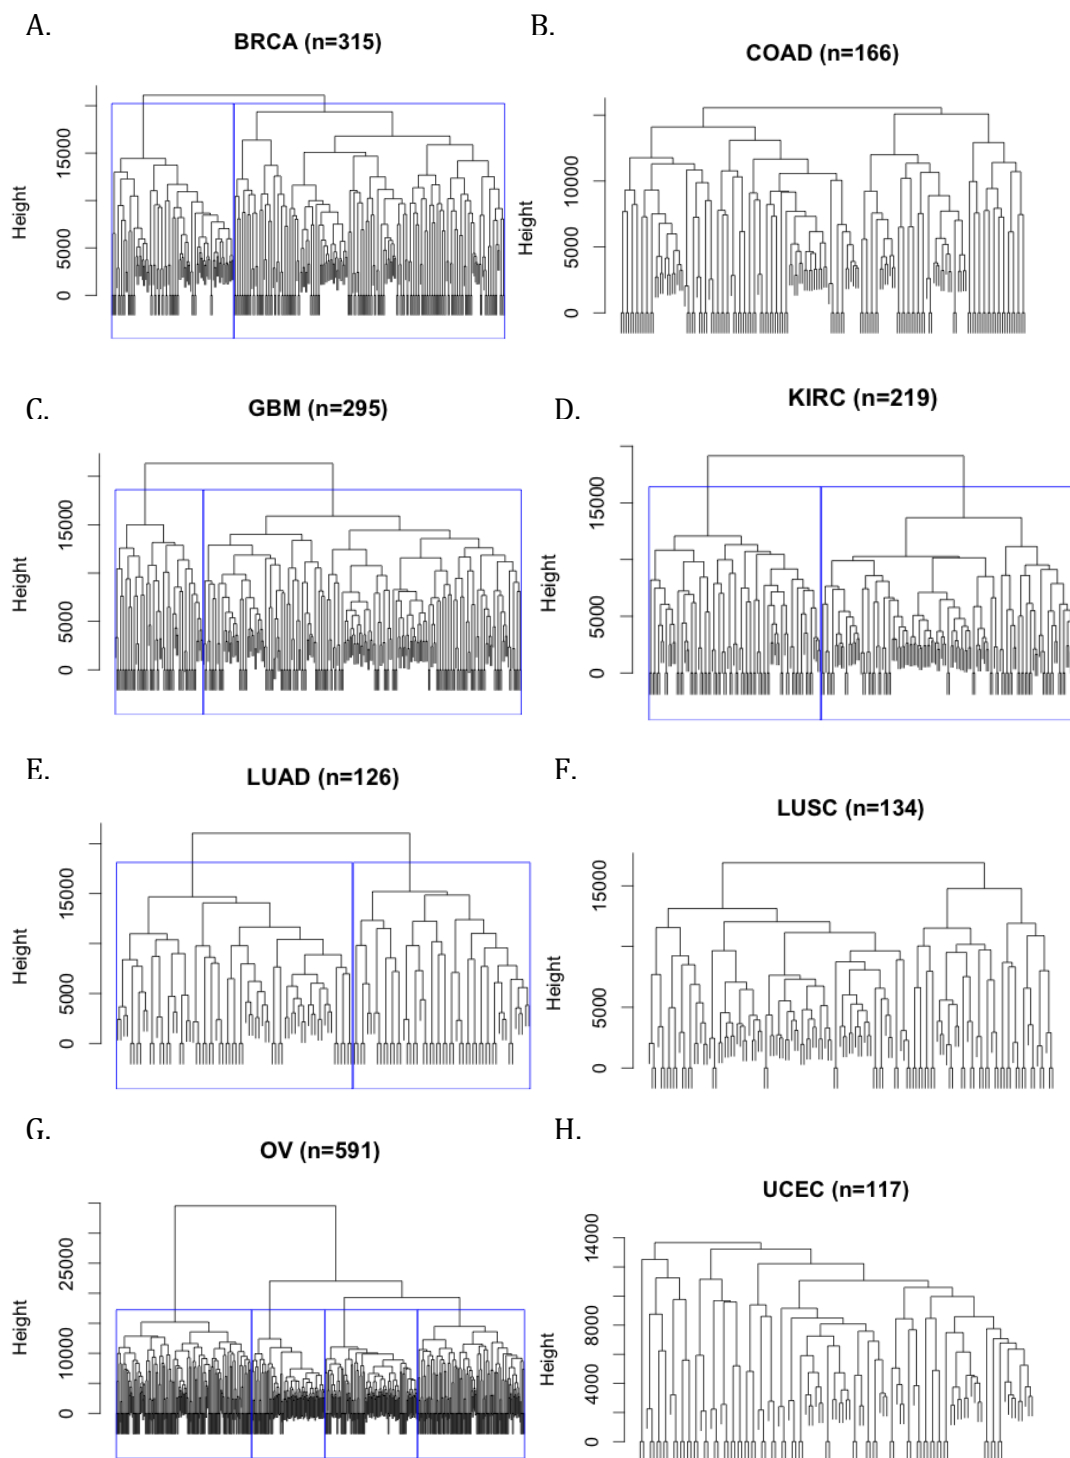 A.
BRCA (n=315)
Height
15000
5000
0
B.
COAD (n=166)
Height
10000
5000
0
C.
GBM (n=295)
Height
15000
5000
0
D.
KIRC (n=219)
Height
15000
5000
0
E.
LUAD (n=126)
Height
15000
5000
0
F.
LUSC (n=134)
Height
15000
5000
0
G.
OV (n=591)
Height
25000
10000
0
H.
UCEC (n=117)
Height
14000
8000
4000
0